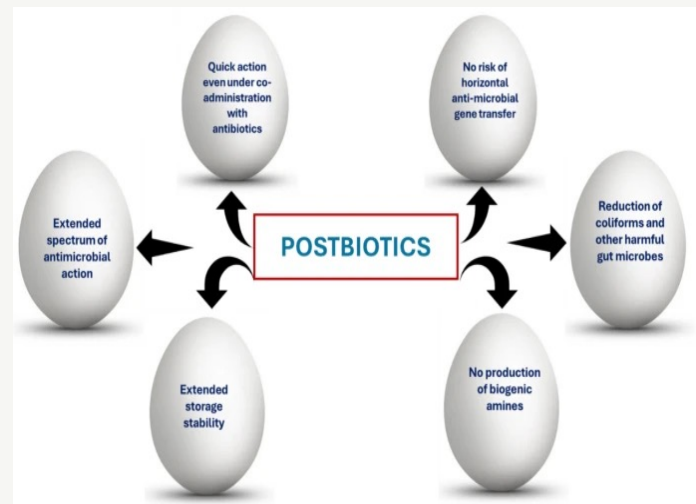 Quick action
even under co-
administration
with
antibiotics
No risk of
horizontal
anti-microbial
gene transfer
Extended
spectrum of
antimicrobial
action
POSTBIOTICS
Reduction of
coliforms and
other harmful
gut microbes
Extended
storage
stability
No production
of biogenic
amines